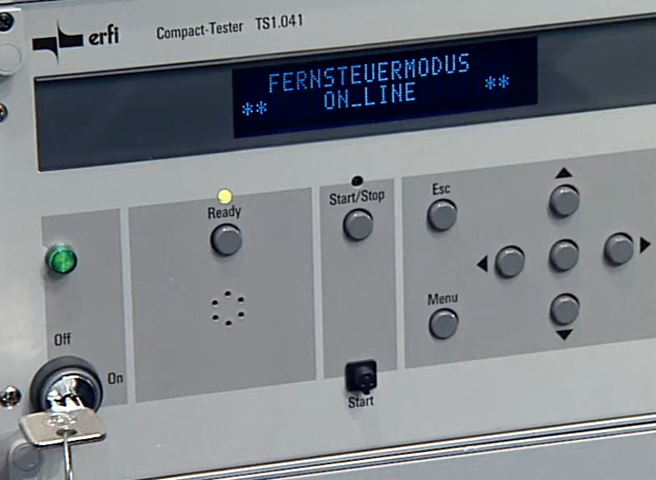 erfi Compact-Tester TS1.041
FERNSTEUERMODUS
** ON_LINE **
Ready
Start/Stop
Esc
Menu
Off
On
Start